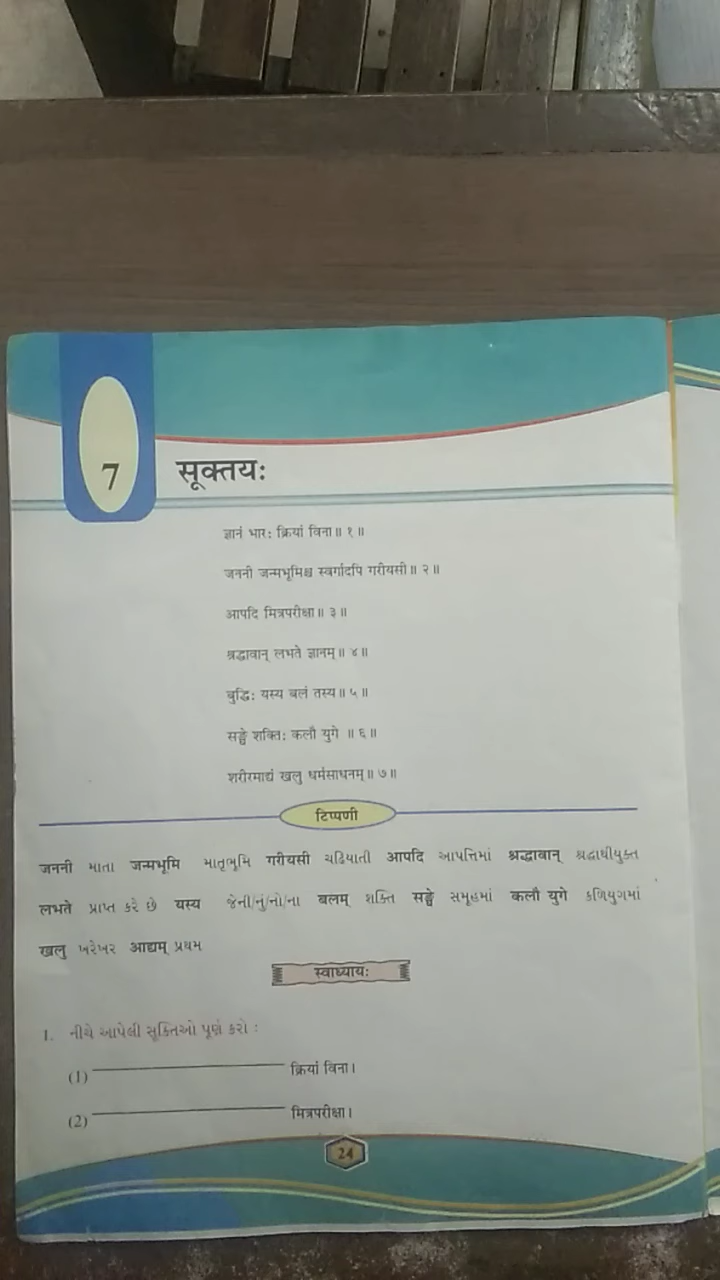 7
सूक्तयः
ज्ञानं भारः क्रियां विना॥ १॥
जननी जन्मभूमिश्च स्वर्गादपि गरीयसी॥ २॥
आपदि मित्रपरीक्षा॥ ३॥
श्रद्धावान् लभते ज्ञानम्॥ ४॥
बुद्धिः यस्य बलं तस्य॥ ५॥
सङ्घे शक्तिः कलौ युगे ॥ ६॥
शरीरमाद्यं खलु धर्मसाधनम्॥ ७॥
टिप्पणी
जननी માતા जन्मभूमि માતૃભૂમિ गरीयसी ચઢિયાતી आपदि આપત્તિમાં श्रद्धावान् શ્રદ્ધાથીયુક્ત
लभते પ્રાપ્ત કરે છે यस्य જેની/નું/નો/ના बलम् શક્તિ सङ्घे સમૂહમાં कलौ युगे કળિયુગમાં
खलु ખરેખર आद्यम् પ્રથમ
स्वाध्यायः
1. નીચે આપેલી સૂક્તિઓ પૂર્ણ કરો :
(1) ____________ क्रियां विना।
(2) ____________ मित्रपरीक्षा।
24